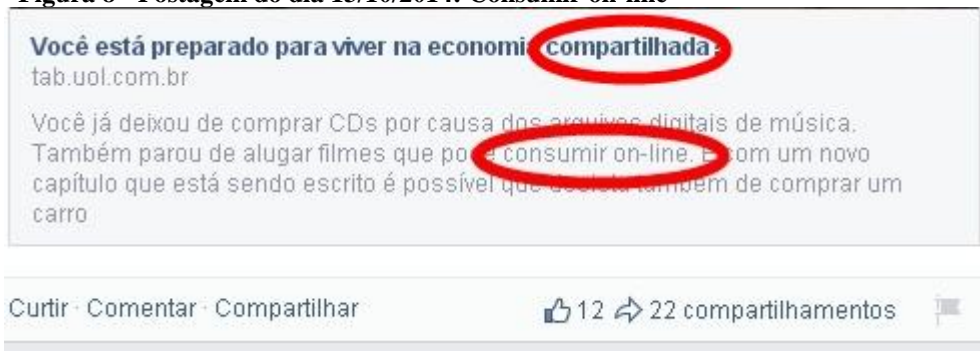 Figura 8 - Postagem do dia 15/10/2014: Consumir on-line
Você está preparado para viver na economia compartilhada?
tab.uol.com.br
Você já deixou de comprar CDs por causa dos arquivos digitais de música.
Também parou de alugar filmes que pode consumir on-line. E com um novo
capítulo que está sendo escrito é possível que desista também de comprar um
carro
Curtir · Comentar · Compartilhar
12 22 compartilhamentos